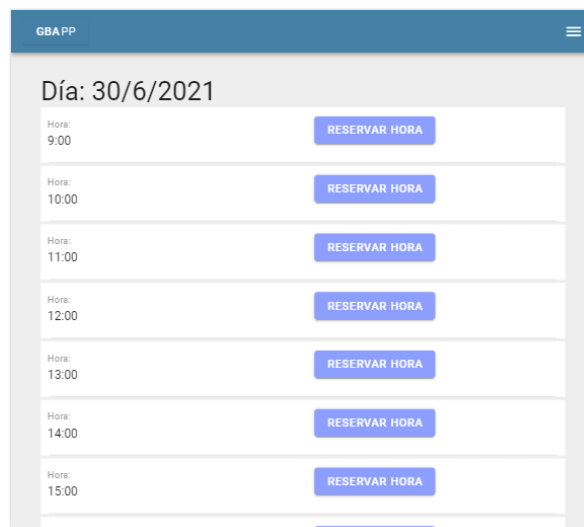 GBAPP
Día: 30/6/2021
Hora:
9:00
RESERVAR HORA
Hora:
10:00
RESERVAR HORA
Hora:
11:00
RESERVAR HORA
Hora:
12:00
RESERVAR HORA
Hora:
13:00
RESERVAR HORA
Hora:
14:00
RESERVAR HORA
Hora:
15:00
RESERVAR HORA